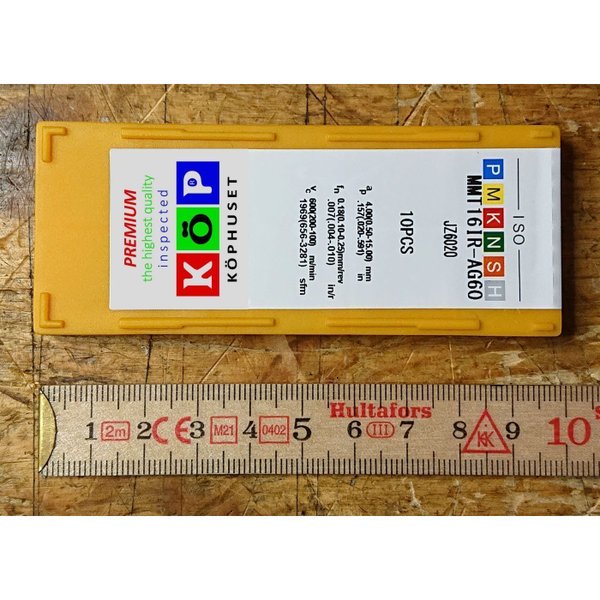 ISO
P M K N S H
MMT16IR-AG60
JZ6020
10PCS
ap 4.00(0.50-15.00) mm
.157(.020-.591) in
fn 0.18(0.10-0.25)mm/rev
.007(.004-.010) in/r
Vc 600(200-100) m/min
1969(656-3281) sfm
PREMIUM
the highest quality
inspected
KÖP®
KÖPHUSET
Hultafors
1 2m 2 CE 3 M21 4 0402 5 6 III 7 8 K 9 10 S